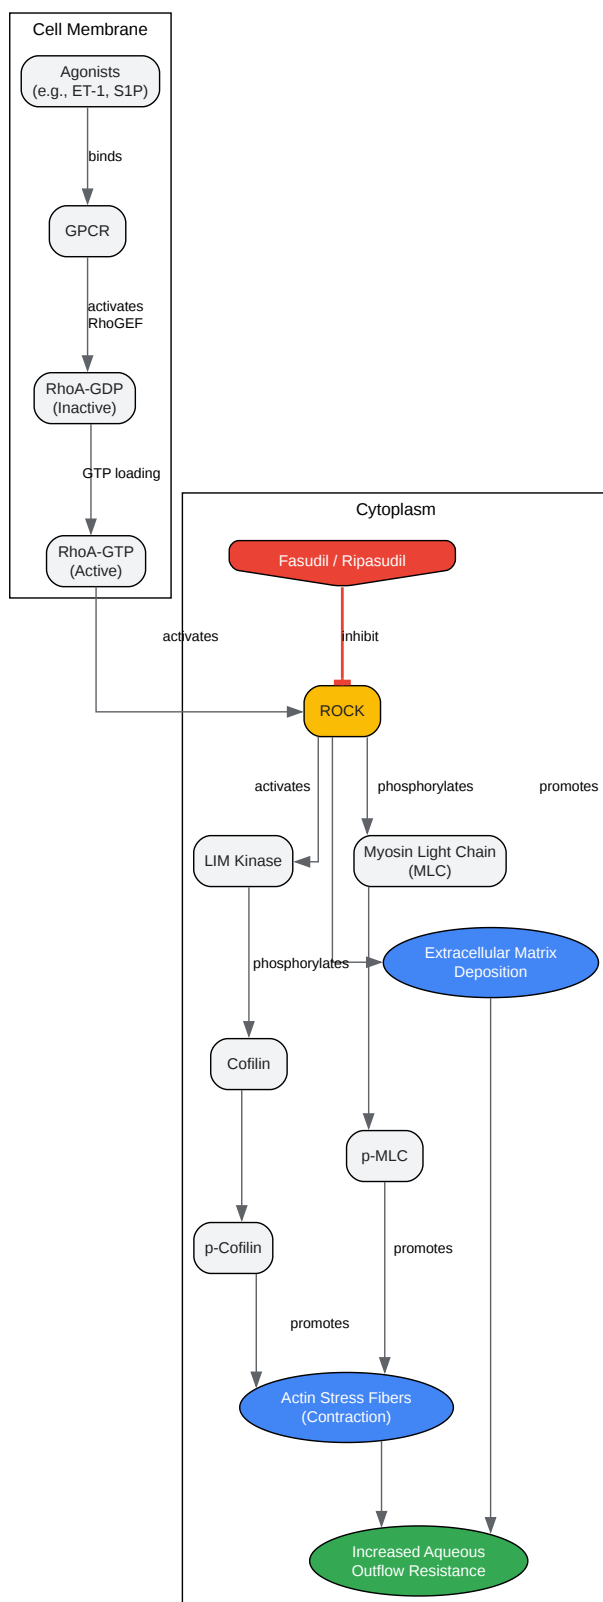 Cell Membrane
Agonists
(e.g., ET-1, S1P)
binds
GPCR
activates
RhoGEF
RhoA-GDP
(Inactive)
GTP loading
RhoA-GTP
(Active)
Cytoplasm
Fasudil / Ripasudil
activates
inhibit
ROCK
activates
phosphorylates
promotes
LIM Kinase
Myosin Light Chain
(MLC)
Extracellular Matrix
Deposition
phosphorylates
Cofilin
p-MLC
p-Cofilin
promotes
promotes
Actin Stress Fibers
(Contraction)
Increased Aqueous
Outflow Resistance